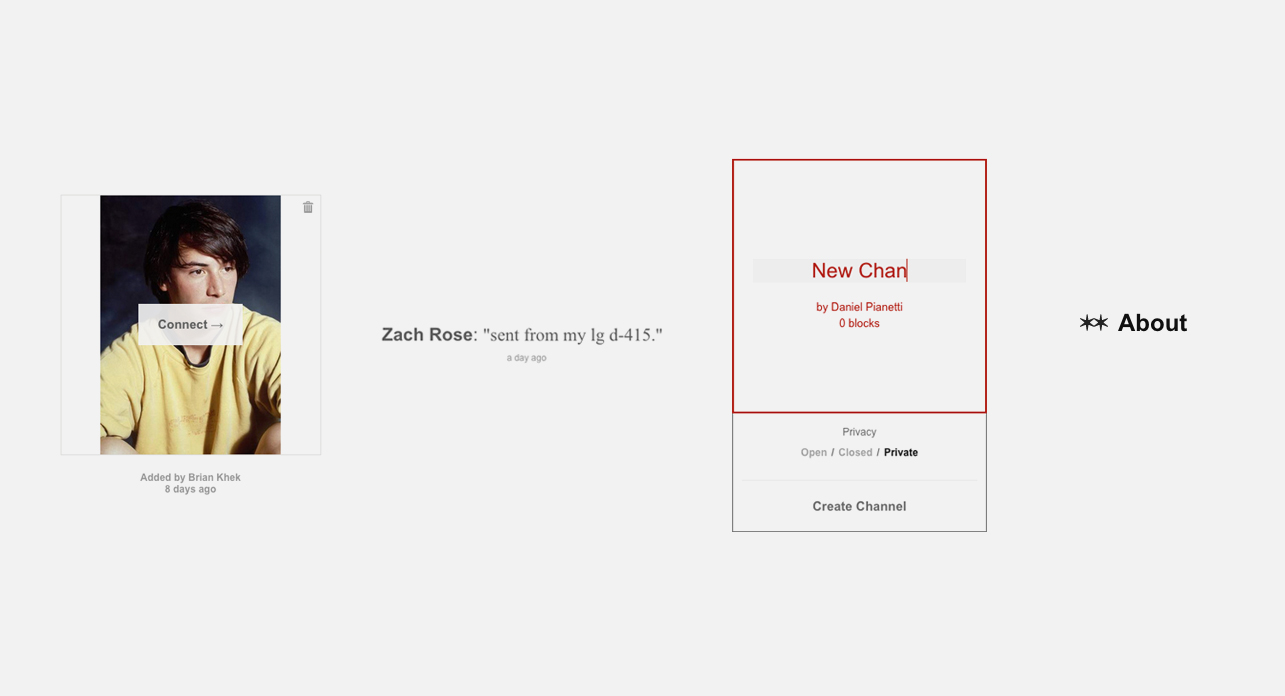 Connect →
Added by Brian Khek
8 days ago
Zach Rose: "sent from my lg d-415."
a day ago
New Chan
by Daniel Pianetti
0 blocks
Privacy
Open / Closed / Private
Create Channel
About